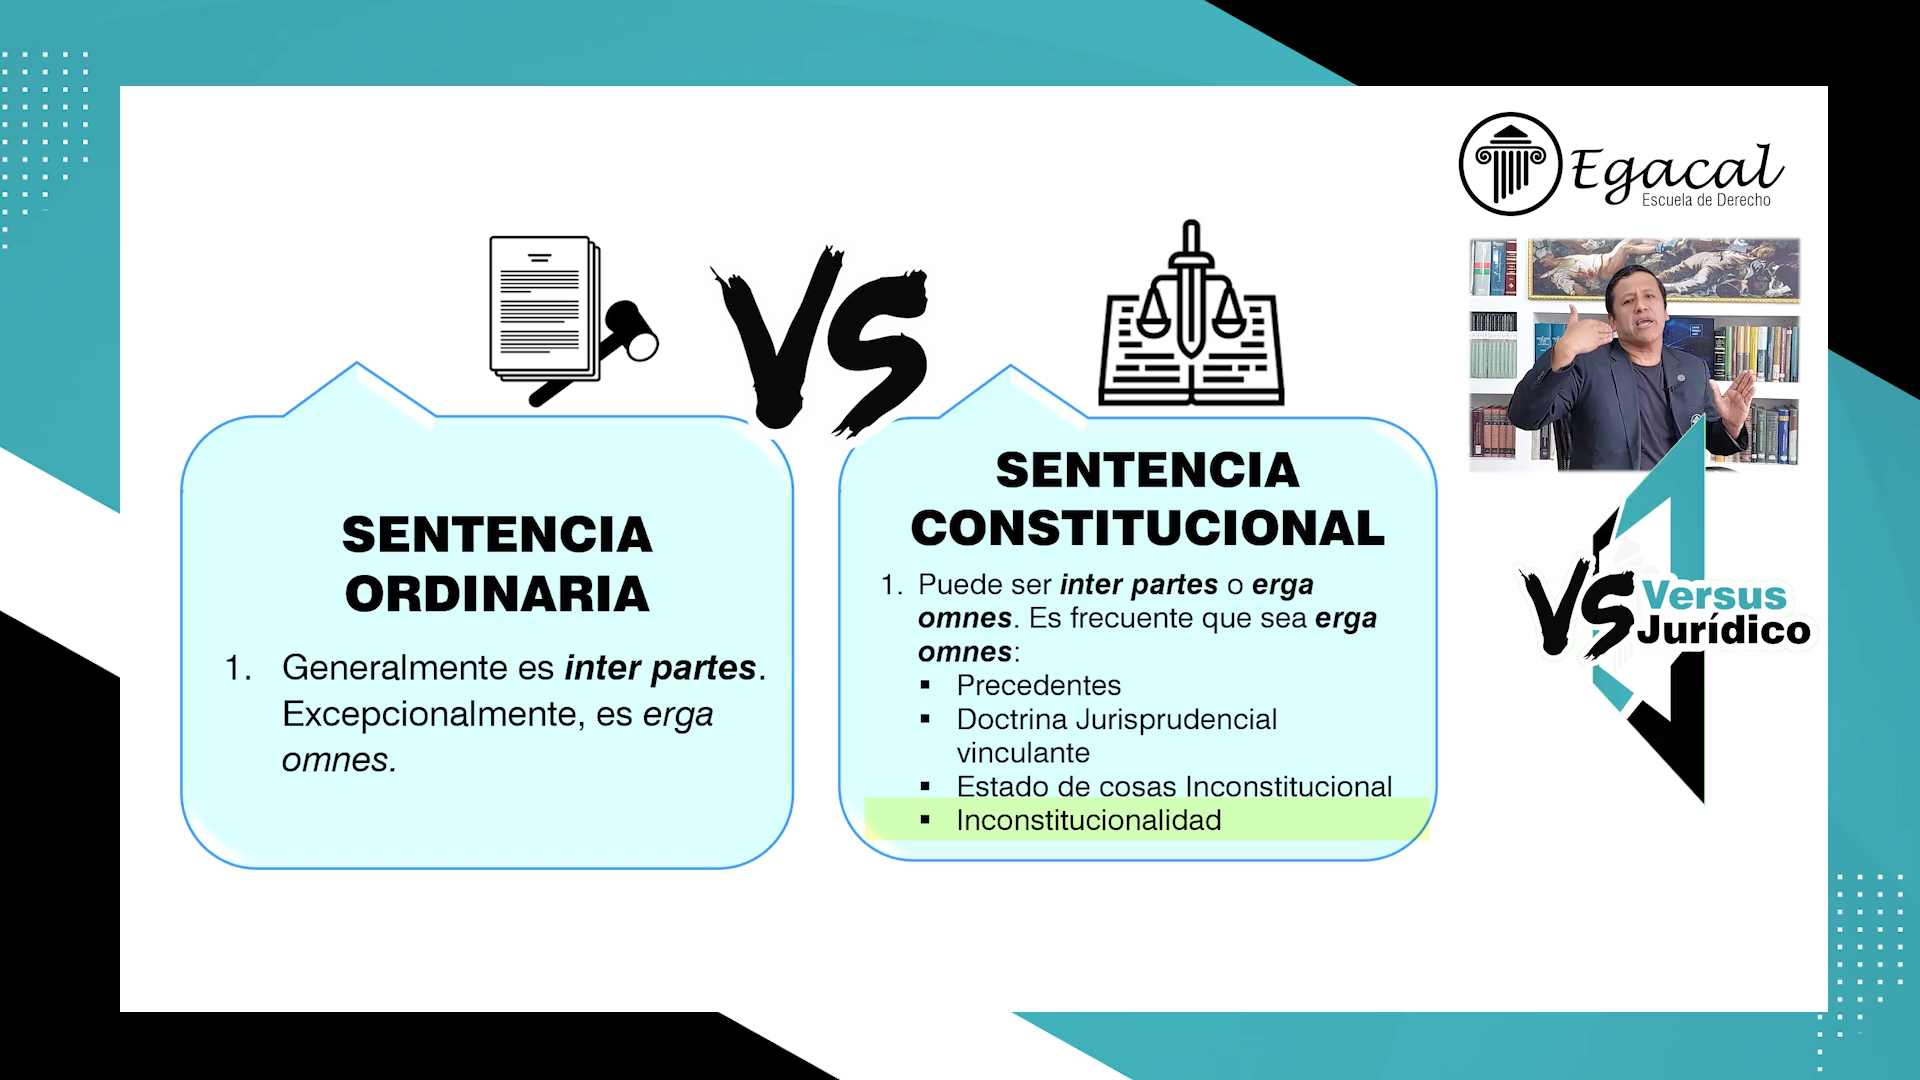 Egacal
Escuela de Derecho
VS
SENTENCIA
ORDINARIA
1. Generalmente es inter partes.
Excepcionalmente, es erga
omnes.
SENTENCIA
CONSTITUCIONAL
1. Puede ser inter partes o erga
omnes. Es frecuente que sea erga
omnes:
▪ Precedentes
▪ Doctrina Jurisprudencial
vinculante
▪ Estado de cosas Inconstitucional
▪ Inconstitucionalidad
VS Versus
Jurídico